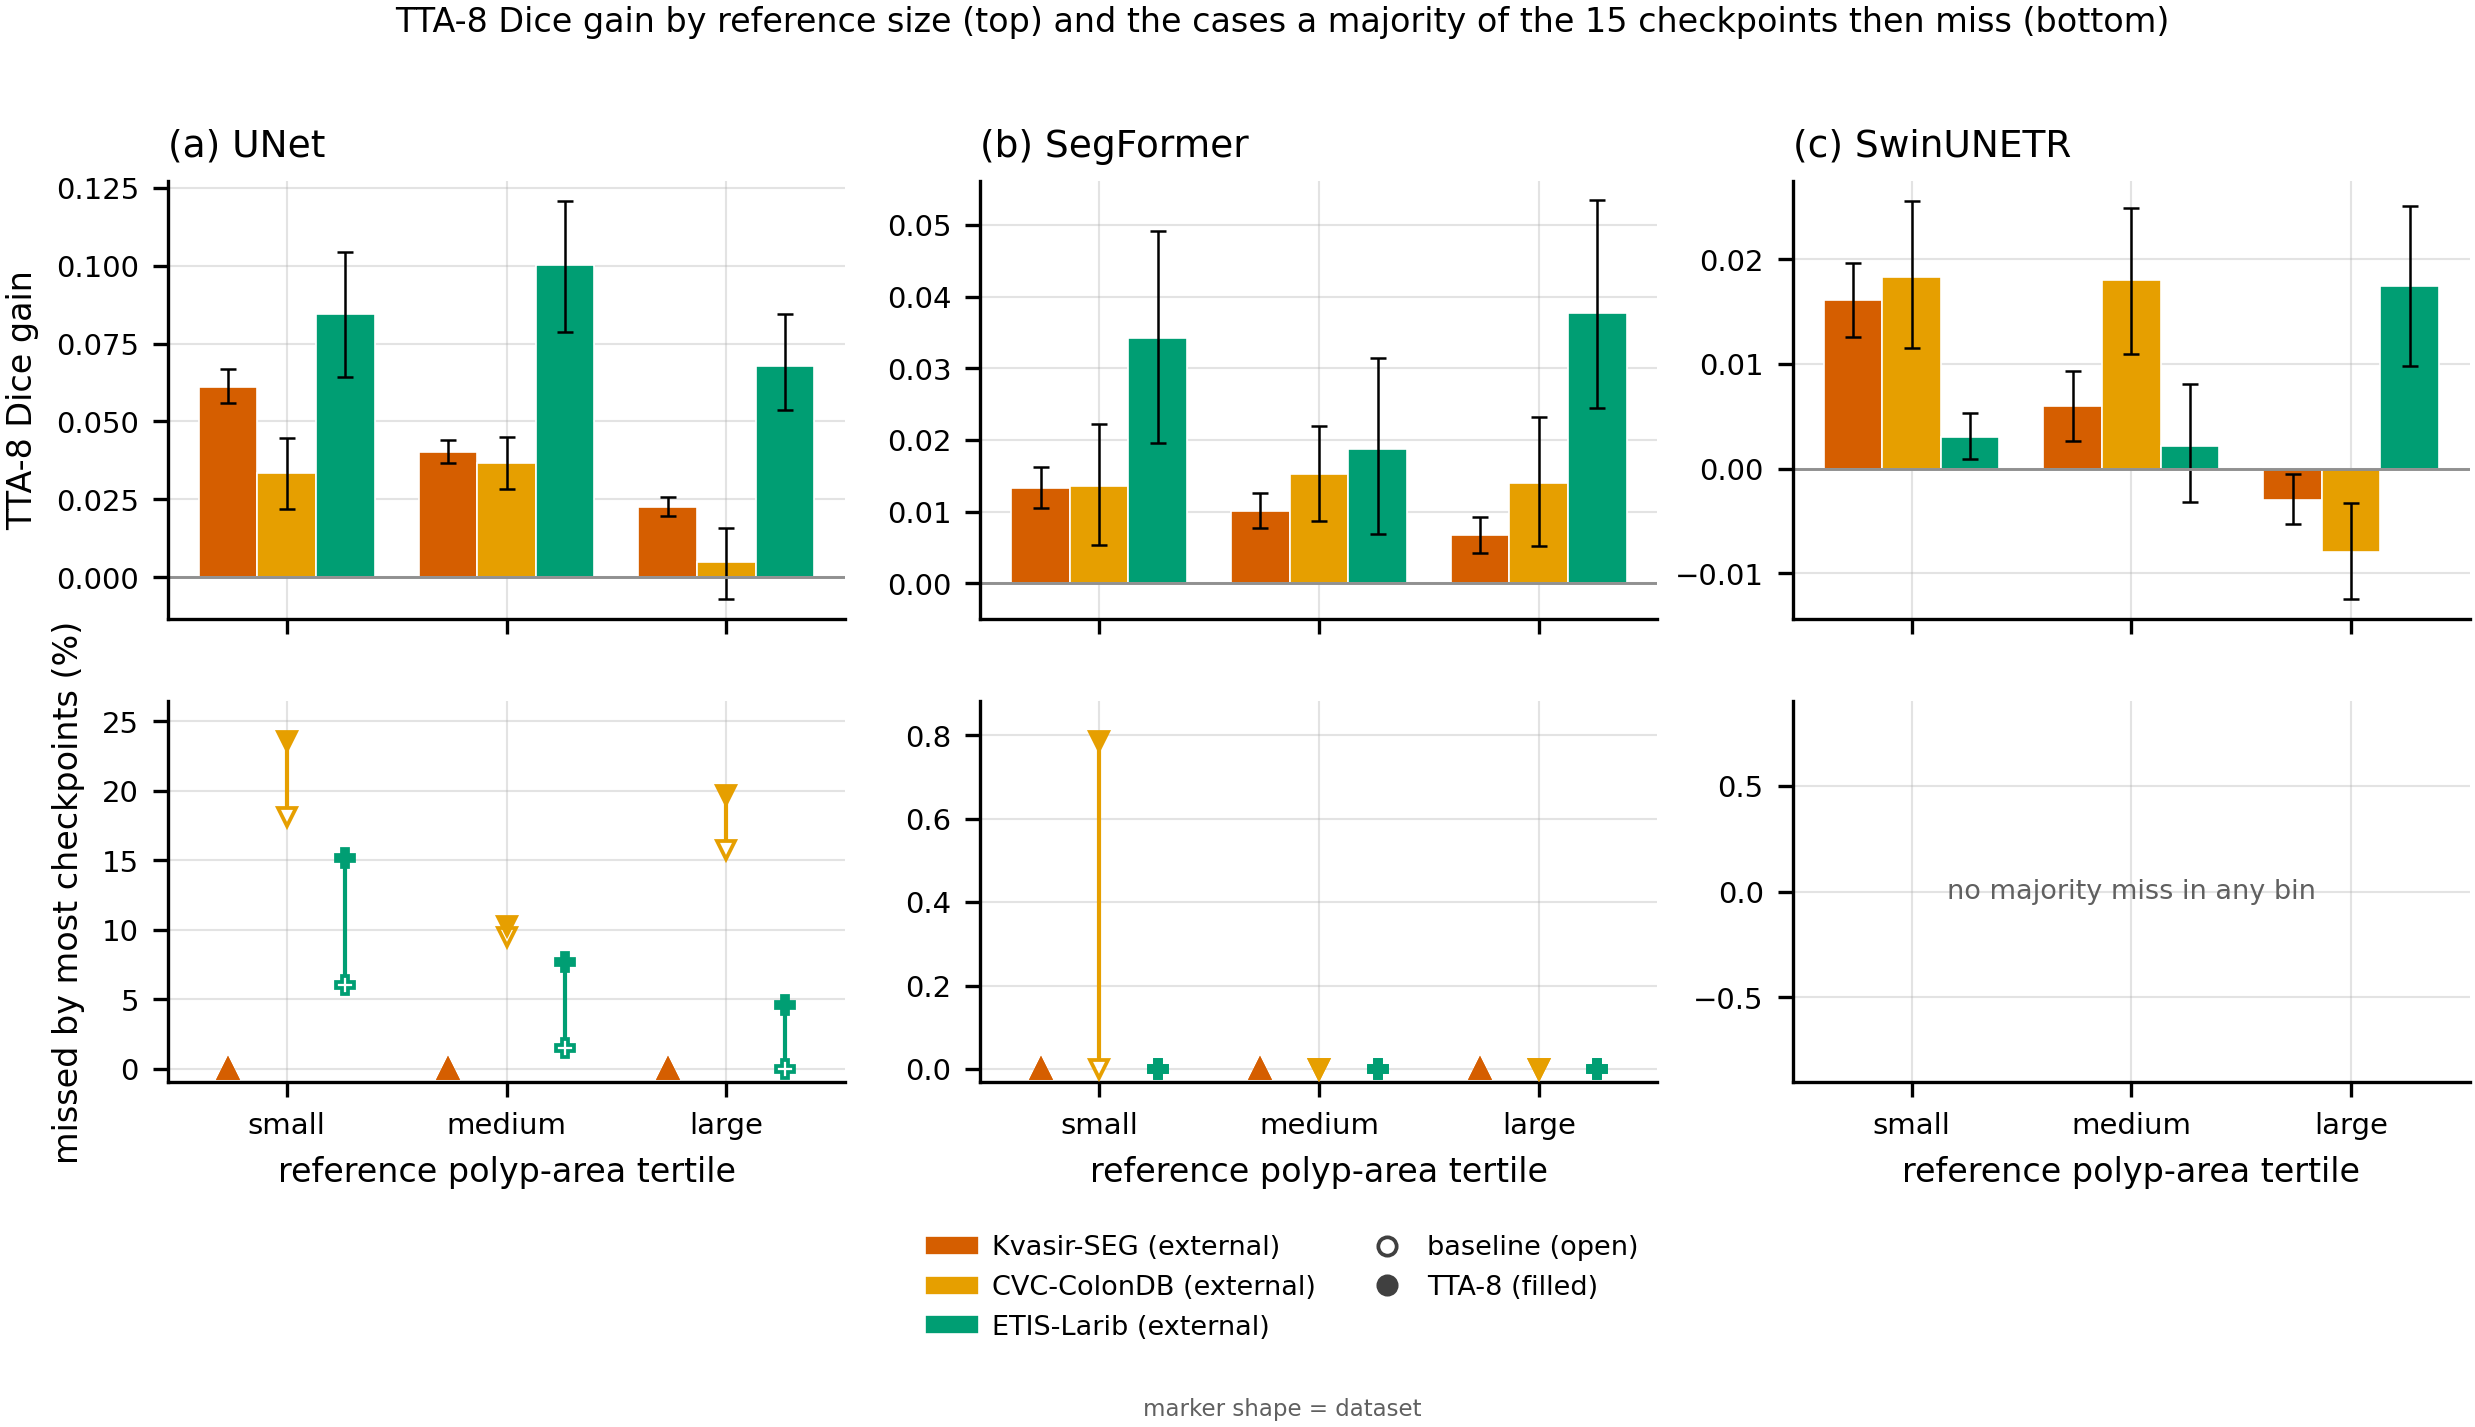 TTA-8 Dice gain by reference size (top) and the cases a majority of the 15 checkpoints then miss (bottom)
(a) UNet
(b) SegFormer
(c) SwinUNETR
TTA-8 Dice gain
0.125
0.100
0.075
0.050
0.025
0.000
0.05
0.04
0.03
0.02
0.01
0.00
0.02
0.01
0.00
−0.01
missed by most checkpoints (%)
25
20
15
10
5
0
small
medium
large
reference polyp-area tertile
0.8
0.6
0.4
0.2
0.0
small
medium
large
reference polyp-area tertile
0.5
0.0
−0.5
no majority miss in any bin
small
medium
large
reference polyp-area tertile
Kvasir-SEG (external)
CVC-ColonDB (external)
ETIS-Larib (external)
baseline (open)
TTA-8 (filled)
marker shape = dataset